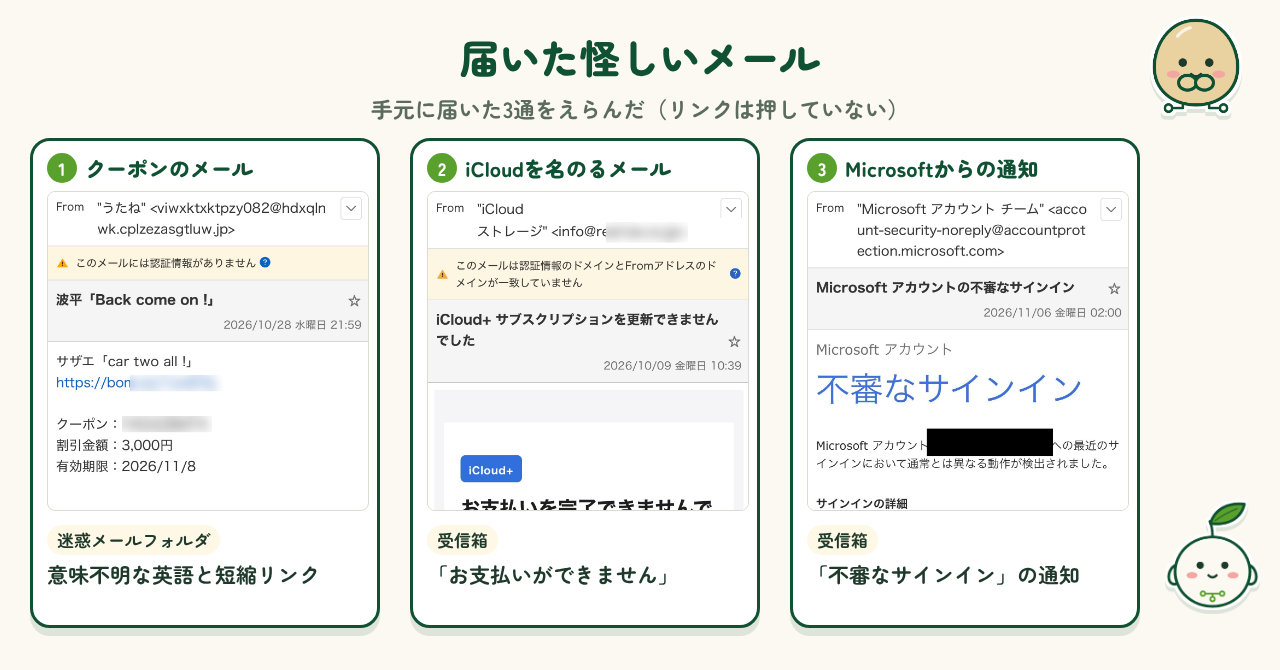 届いた怪しいメール
手元に届いた3通をえらんだ（リンクは押していない）
1 クーポンのメール
From "うたね" <viwxktxktpzy082@hdxqln
wk.cplzezasgtluw.jp>
このメールには認証情報がありません ?
波平「Back come on !」 ☆
2026/10/28 水曜日 21:59
サザエ「car two all !」
https://bon
クーポン：
割引金額：3,000円
有効期限：2026/11/8
迷惑メールフォルダ
意味不明な英語と短縮リンク
2 iCloudを名のるメール
From "iCloud
ストレージ" <info@re
このメールは認証情報のドメインとFromアドレスのド
メインが一致していません ?
iCloud+ サブスクリプションを更新できません
でした ☆
2026/10/09 金曜日 10:39
iCloud+
お支払いを完了できませんで
受信箱
「お支払いができません」
3 Microsoftからの通知
From "Microsoft アカウント チーム" <acco
unt-security-noreply@accountprot
ection.microsoft.com>
Microsoft アカウントの不審なサインイン ☆
2026/11/06 金曜日 02:00
Microsoft アカウント
不審なサインイン
Microsoft アカウント への最近のサ
インインにおいて通常とは異なる動作が検出されました。
サインインの詳細
受信箱
「不審なサインイン」の通知